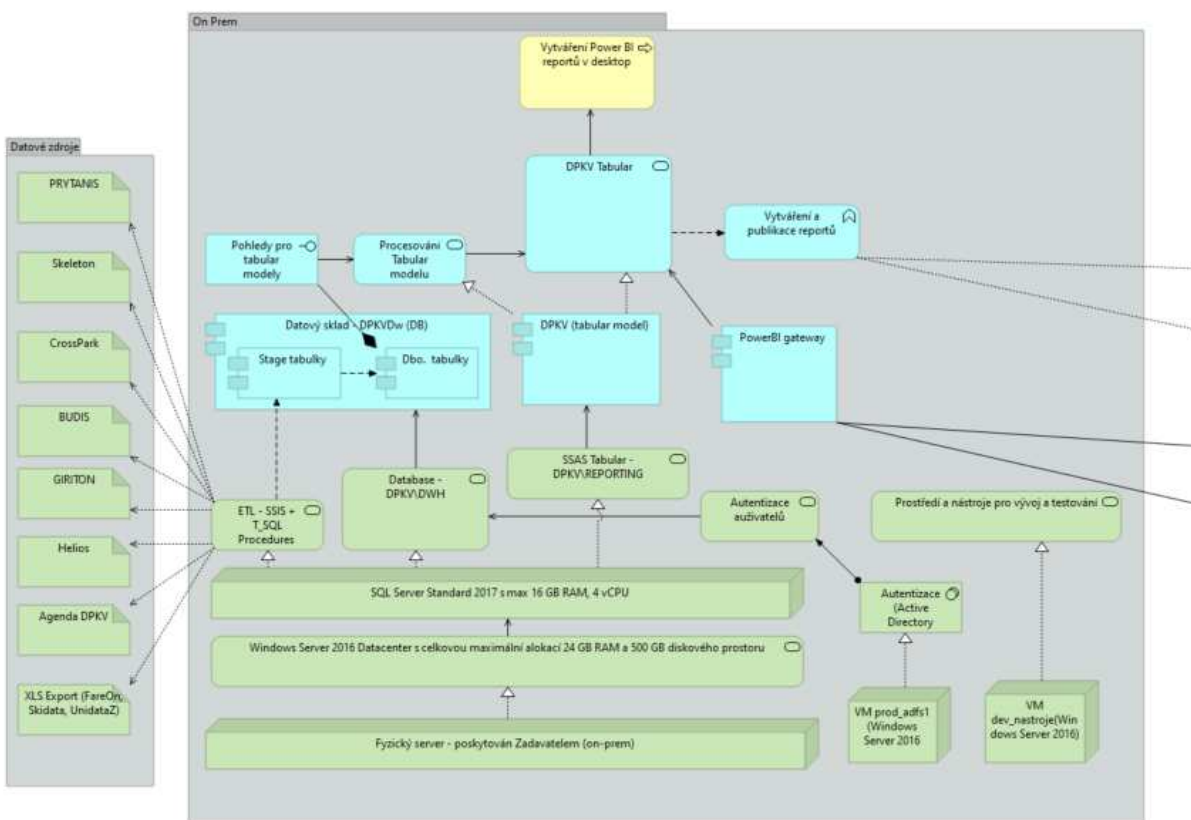 On Prem
Vytváření Power BI
reportů v desktop
Datové zdroje
PRYTANIS
Skeleton
CrossPark
BUDIS
GIRITON
Helios
Agenda DPKV
XLS Export (FareOn,
Skidata, UnidataZ)
DPKV Tabular
Vytváření a
publikace reportů
Pohledy pro
tabular
modely
Procesováni
Tabular
modelu
Datový sklad - DPKVDw (DB)
Stage tabulky
Dbo. tabulky
DPKV (tabular model)
PowerBI gateway
SSAS Tabular -
DPKV\REPORTING
Database -
DPKV\DWH
ETL - SSIS +
T_SQL
Procedures
Autentizace
aužívatelů
Prostředí a nástroje pro vývoj a testování
SQL Server Standard 2017 s max 16 GB RAM, 4 vCPU
Autentizace
(Active
Directory
Windows Server 2016 Datacenter s celkovou maximální alokací 24 GB RAM a 500 GB diskového prostoru
VM prod_adfs1
(Windows
Server 2016
VM
dev_nastroje(Win
dows Server 2016)
Fyzický server - poskytován Zadavatelem (on-prem)